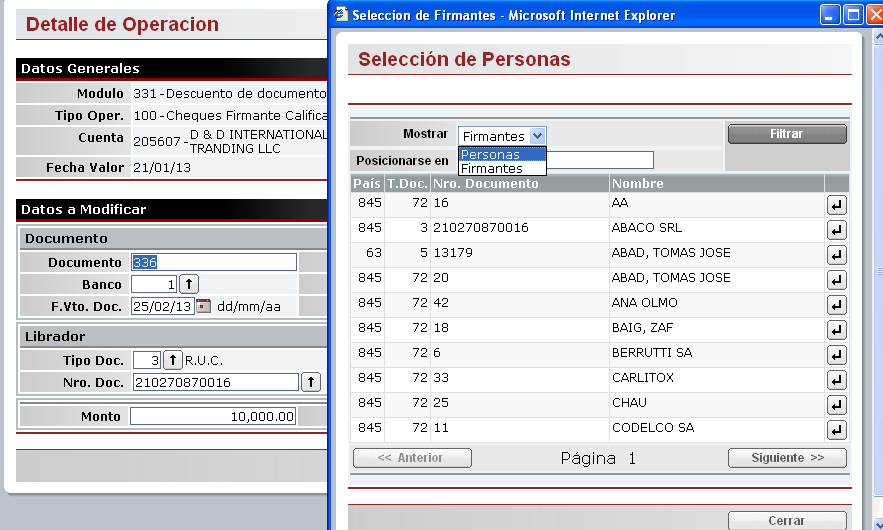 Detalle de Operacion
Datos Generales
Modulo 331-Descuento de documento
Tipo Oper. 100-Cheques Firmante Califica
Cuenta 205607-D & D INTERNATIONAL
TRANDING LLC
Fecha Valor 21/01/13
Datos a Modificar
Documento
Documento 336
Banco 1
F.Vto. Doc. 25/02/13 dd/mm/aa
Librador
Tipo Doc. 3 R.U.C.
Nro. Doc. 210270870016
Monto 10,000.00
Seleccion de Firmantes - Microsoft Internet Explorer
Selección de Personas
Mostrar Firmantes Filtrar
Personas
Firmantes
Posicionarse en
País T.Doc. Nro. Documento Nombre
845 72 16 AA
845 3 210270870016 ABACO SRL
63 5 13179 ABAD, TOMAS JOSE
845 72 20 ABAD, TOMAS JOSE
845 72 42 ANA OLMO
845 72 18 BAIG, ZAF
845 72 6 BERRUTTI SA
845 72 33 CARLITOX
845 72 25 CHAU
845 72 11 CODELCO SA
<< Anterior Página 1 Siguiente >>
Cerrar